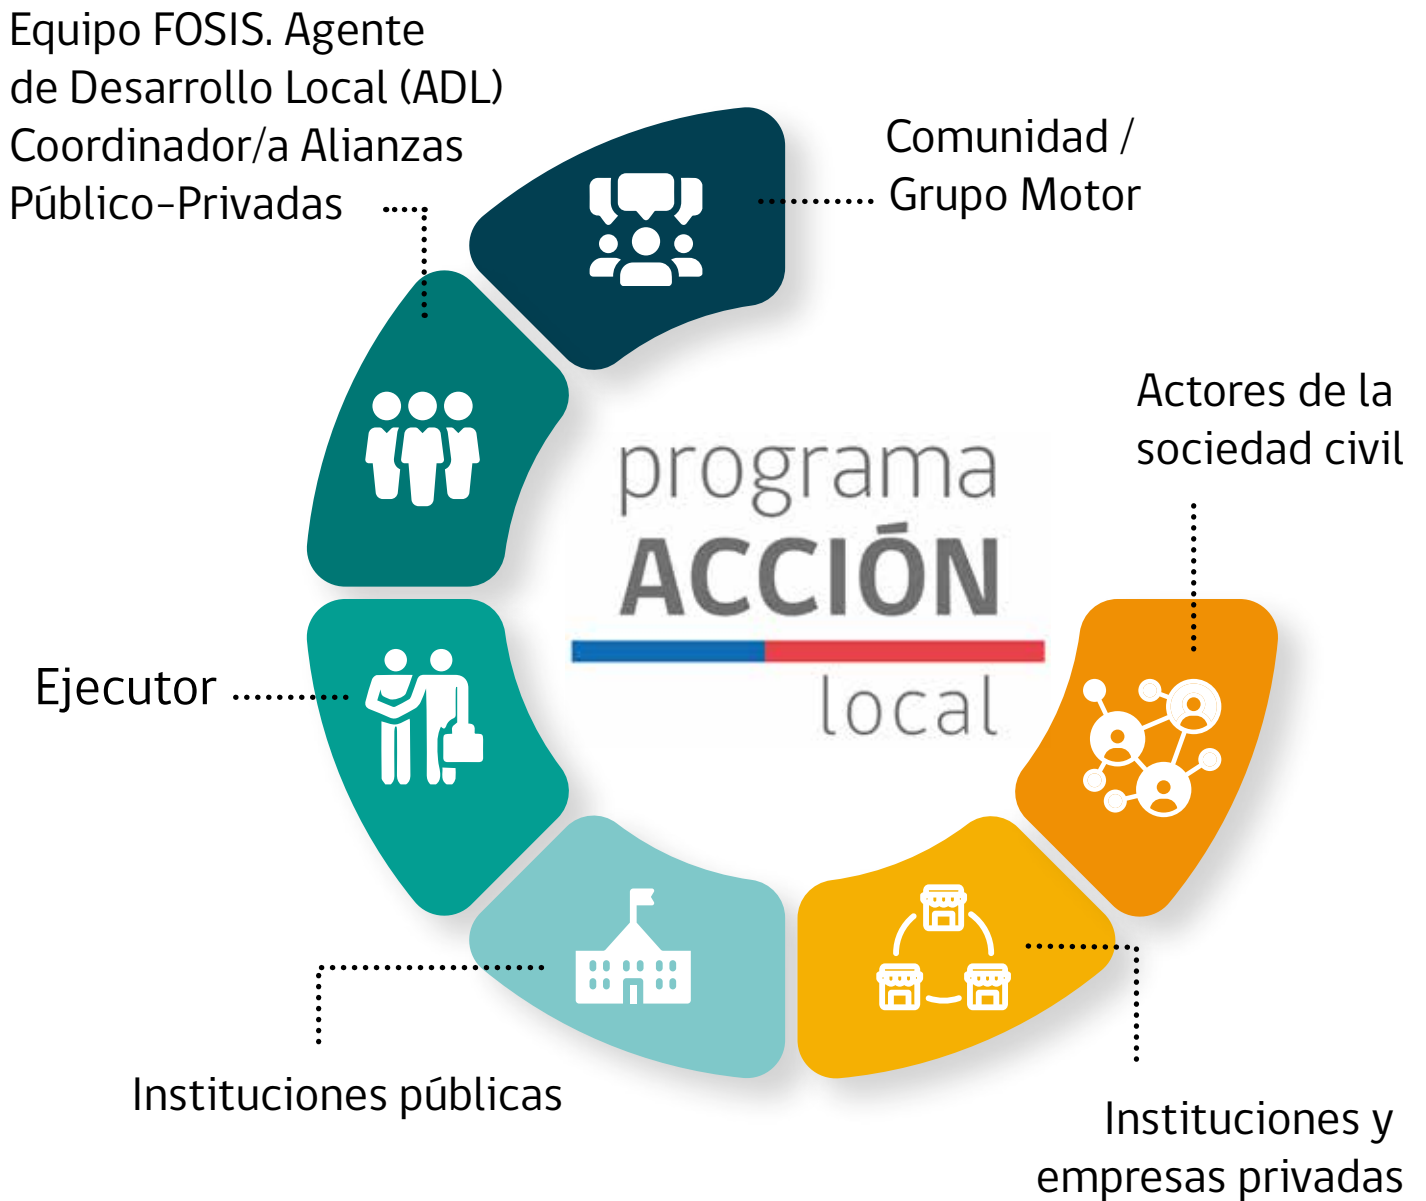 Equipo FOSIS. Agente
de Desarrollo Local (ADL)
Coordinador/a Alianzas
Público-Privadas
Comunidad /
Grupo Motor
Actores de la
sociedad civil
programa
ACCIÓN
local
Ejecutor
Instituciones públicas
Instituciones y
empresas privadas